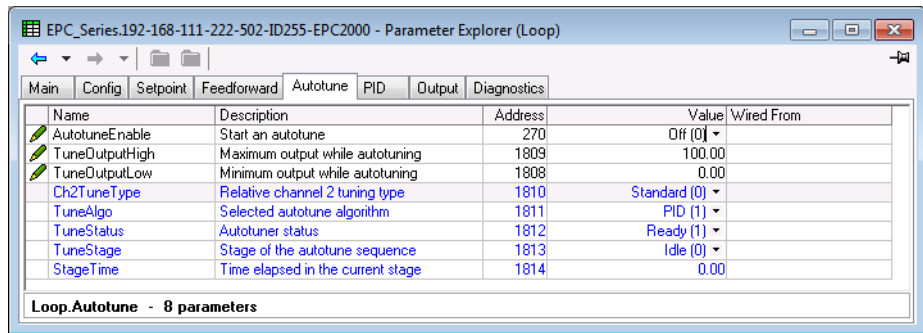 EPC_Series.192-168-111-222-502-ID255-EPC2000 - Parameter Explorer (Loop)
Main Config Setpoint Feedforward Autotune PID Output Diagnostics
Name Description Address Value Wired From
AutotuneEnable Start an autotune 270 Off (0)
TuneOutputHigh Maximum output while autotuning 1809 100.00
TuneOutputLow Minimum output while autotuning 1808 0.00
Ch2TuneType Relative channel 2 tuning type 1810 Standard (0)
TuneAlgo Selected autotune algorithm 1811 PID (1)
TuneStatus Autotuner status 1812 Ready (1)
TuneStage Stage of the autotune sequence 1813 Idle (0)
StageTime Time elapsed in the current stage 1814 0.00
Loop.Autotune - 8 parameters